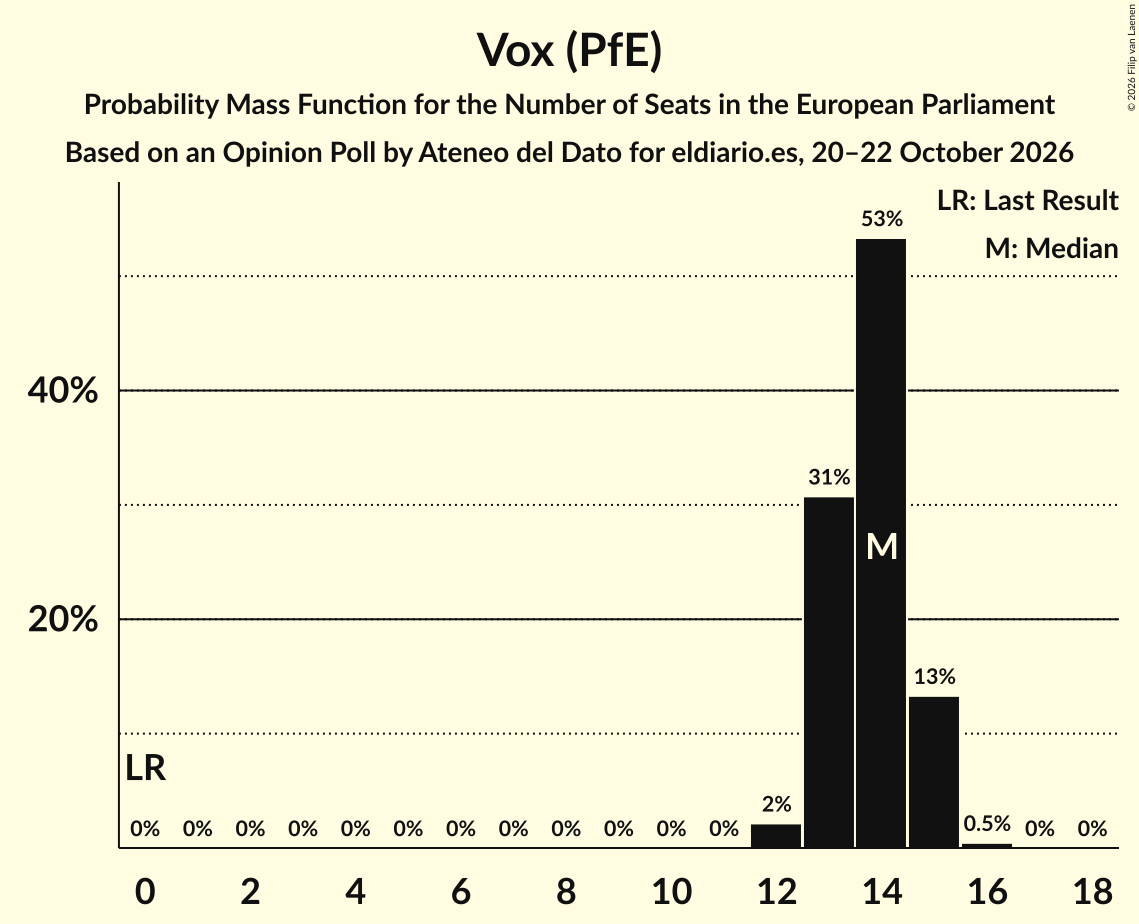 Vox (PfE)
Probability Mass Function for the Number of Seats in the European Parliament
Based on an Opinion Poll by Ateneo del Dato for eldiario.es, 20–22 October 2026
© 2026 Filip van Laenen
LR: Last Result
M: Median
53%
40%
31%
M
20%
13%
LR
0% 0% 0% 0% 0% 0% 0% 0% 0% 0% 0% 0% 2% 0.5% 0% 0%
0 2 4 6 8 10 12 14 16 18